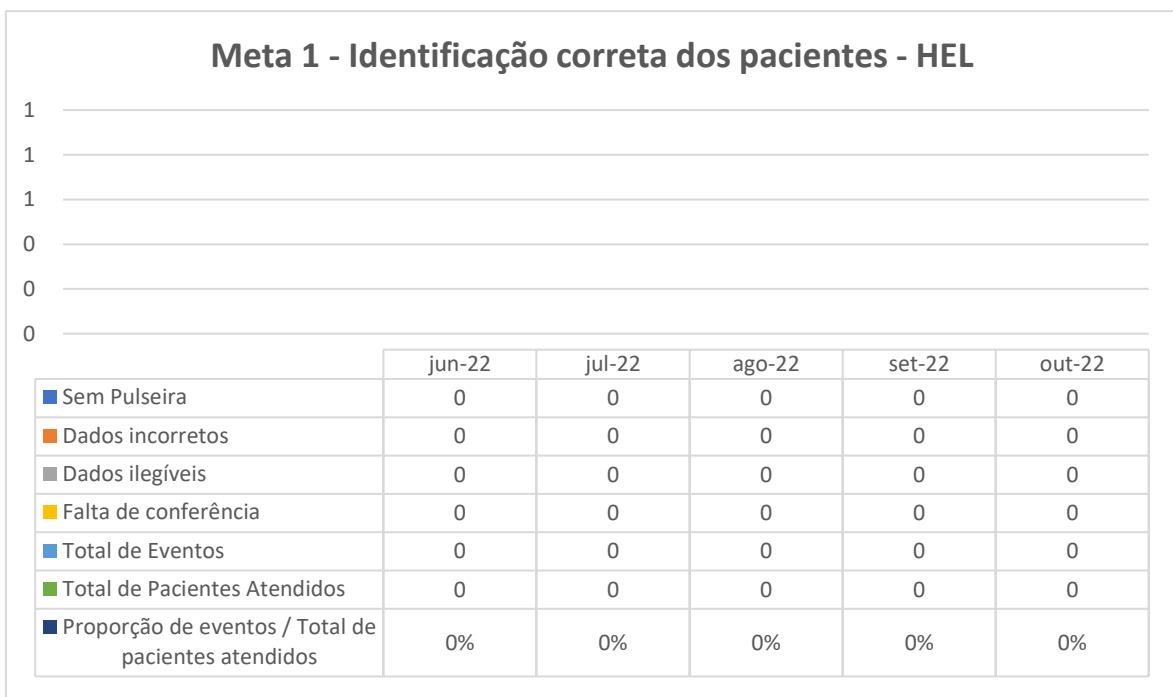 Meta 1 - Identificação correta dos pacientes - HEL
1
1
1
0
0
0
jun-22 jul-22 ago-22 set-22 out-22
Sem Pulseira 0 0 0 0 0
Dados incorretos 0 0 0 0 0
Dados ilegíveis 0 0 0 0 0
Falta de conferência 0 0 0 0 0
Total de Eventos 0 0 0 0 0
Total de Pacientes Atendidos 0 0 0 0 0
Proporção de eventos / Total de
pacientes atendidos 0% 0% 0% 0% 0%